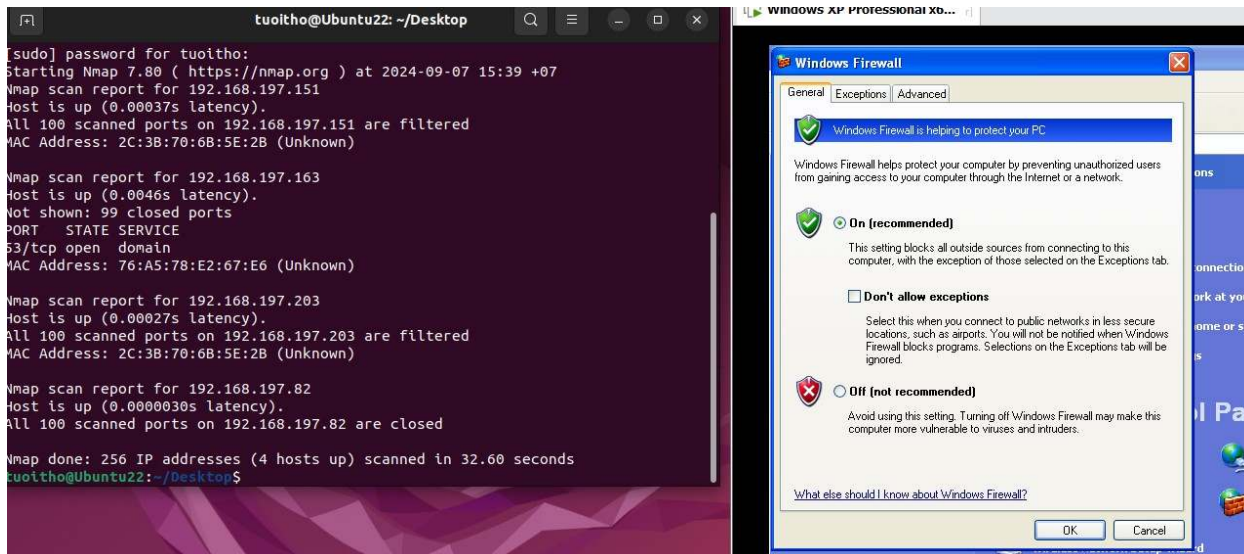 tuoitho@Ubuntu22: ~/Desktop
[sudo] password for tuoitho:
Starting Nmap 7.80 ( https://nmap.org ) at 2024-09-07 15:39 +07
Nmap scan report for 192.168.197.151
Host is up (0.00037s latency).
All 100 scanned ports on 192.168.197.151 are filtered
MAC Address: 2C:3B:70:6B:5E:2B (Unknown)
Nmap scan report for 192.168.197.163
Host is up (0.0046s latency).
Not shown: 99 closed ports
PORT STATE SERVICE
53/tcp open domain
MAC Address: 76:A5:78:E2:67:E6 (Unknown)
Nmap scan report for 192.168.197.203
Host is up (0.00027s latency).
All 100 scanned ports on 192.168.197.203 are filtered
MAC Address: 2C:3B:70:6B:5E:2B (Unknown)
Nmap scan report for 192.168.197.82
Host is up (0.0000030s latency).
All 100 scanned ports on 192.168.197.82 are closed
Nmap done: 256 IP addresses (4 hosts up) scanned in 32.60 seconds
tuoitho@Ubuntu22:~/Desktop$
Windows XP Professional x6...
Windows Firewall
General Exceptions Advanced
Windows Firewall is helping to protect your PC
Windows Firewall helps protect your computer by preventing unauthorized users
from gaining access to your computer through the Internet or a network.
On (recommended)
This setting blocks all outside sources from connecting to this
computer, with the exception of those selected on the Exceptions tab.
Don't allow exceptions
Select this when you connect to public networks in less secure
locations, such as airports. You will not be notified when Windows
Firewall blocks programs. Selections on the Exceptions tab will be
ignored.
Off (not recommended)
Avoid using this setting. Turning off Windows Firewall may make this
computer more vulnerable to viruses and intruders.
What else should I know about Windows Firewall?
OK Cancel
ons
connectio
ork at you
ome or s
s
l Pa